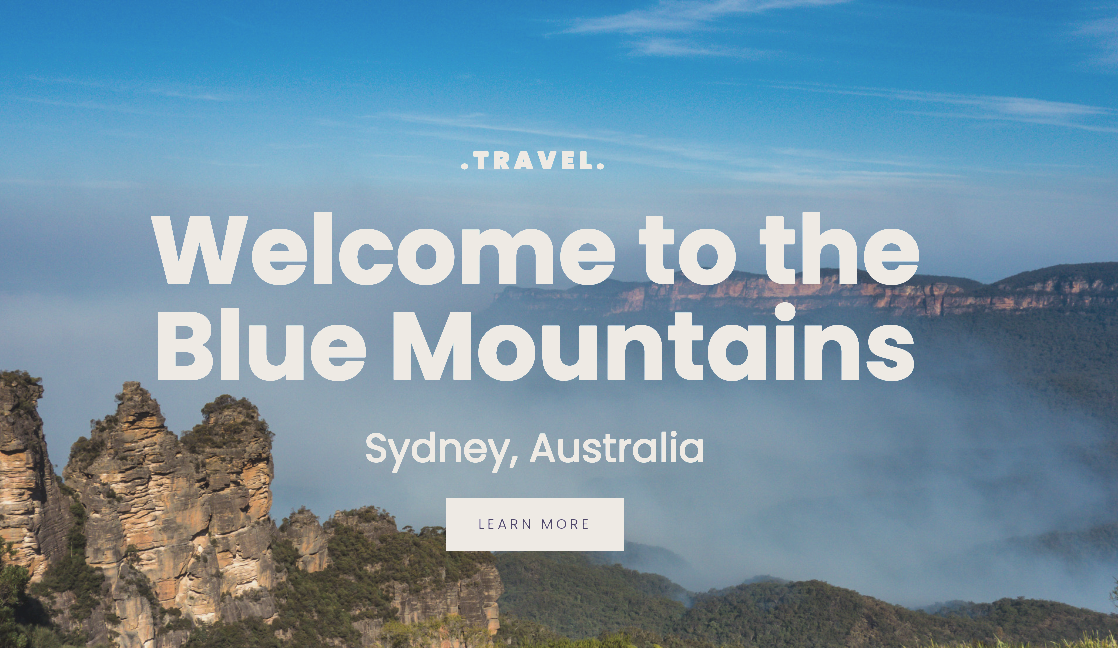 .TRAVEL.
Welcome to the
Blue Mountains
Sydney, Australia
LEARN MORE